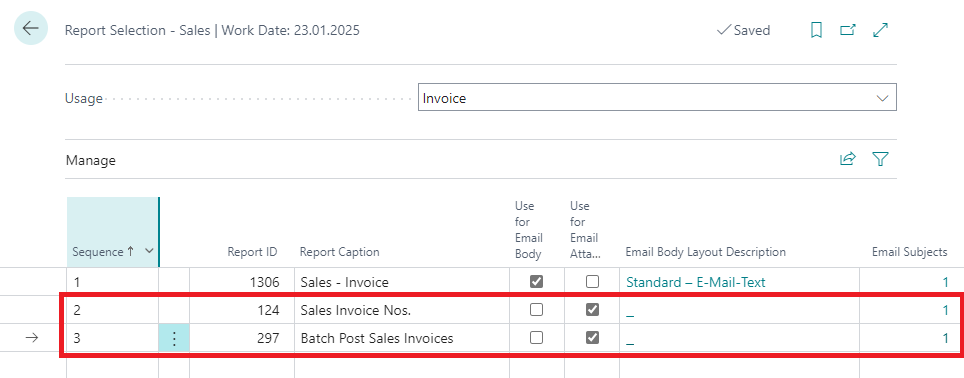 Report Selection - Sales | Work Date: 23.01.2025
Saved
Usage
Invoice
Manage
Sequence ↑
Report ID
Report Caption
Use for Email Body
Use for Email Atta...
Email Body Layout Description
Email Subjects
1 1306 Sales - Invoice Standard – E-Mail-Text 1
2 124 Sales Invoice Nos. _ 1
3 297 Batch Post Sales Invoices _ 1